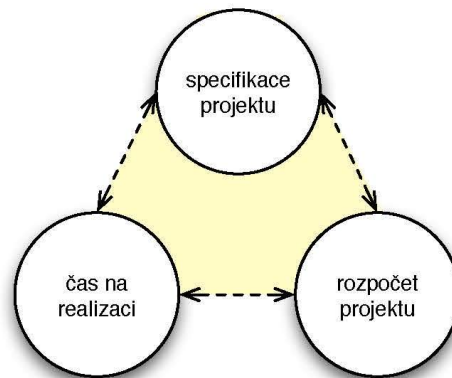 specifikace
projektu
čas na
realizaci
rozpočet
projektu